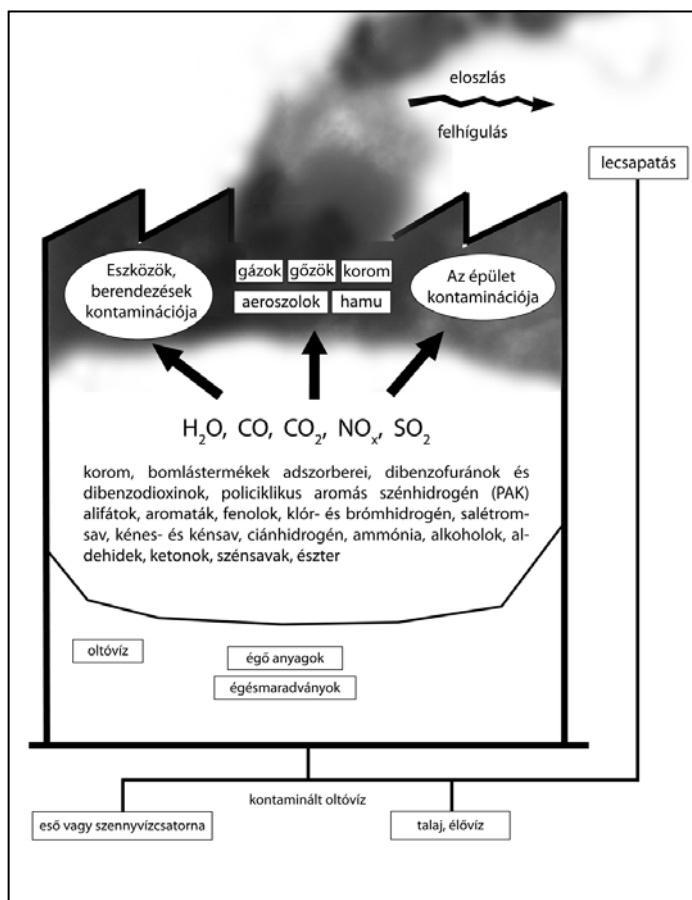 eloszlás
felhígulás
lecsapatás
Eszközök,
berendezések
kontaminációja
gázok gőzök korom
aeroszolok hamu
Az épület
kontaminációja
H₂O, CO, CO₂, NOₓ, SO₂
korom, bomlástermékek adszorberei, dibenzofuránok és
dibenzodioxinok, policiklikus aromás szénhidrogén (PAK)
alifátok, aromaták, fenolok, klór- és brómhidrogén, salétrom-
sav, kénes- és kénsav, ciánhidrogén, ammónia, alkoholok, al-
dehidek, ketonok, szénsavak, észter
oltóvíz
égő anyagok
égésmaradványok
kontaminált oltóvíz
eső vagy szennyvízcsatorna
talaj, élővíz